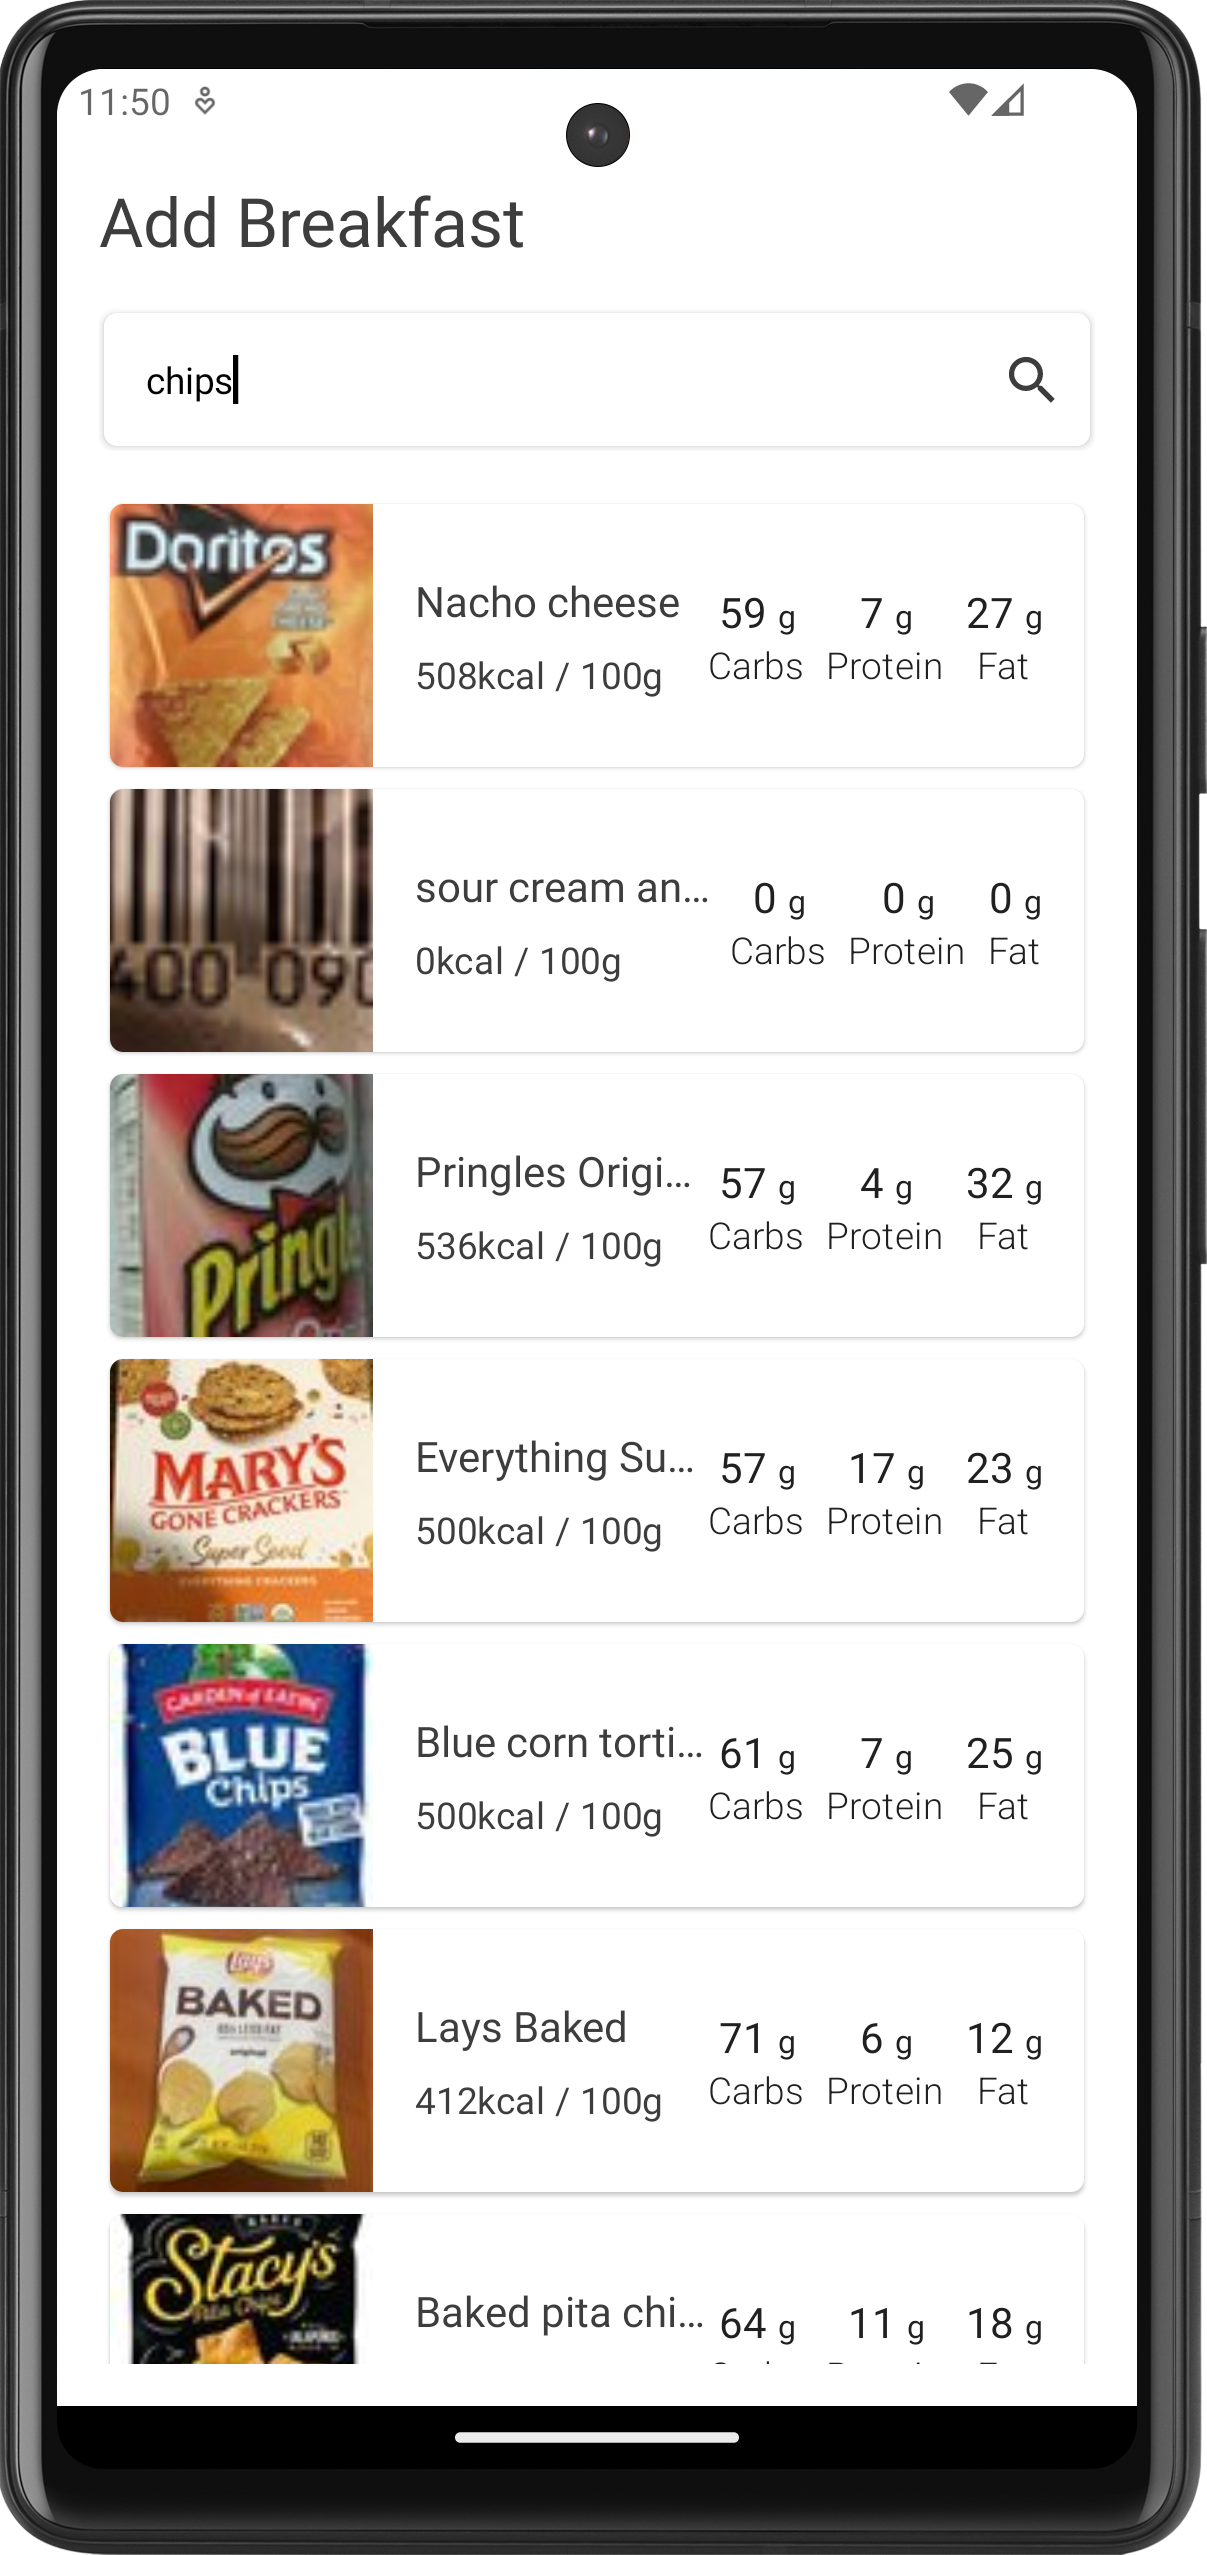 11:50
Add Breakfast
chips
Doritos
Nacho cheese
508kcal / 100g
59 g
Carbs
7 g
Protein
27 g
Fat
400 090
sour cream an...
0kcal / 100g
0 g
Carbs
0 g
Protein
0 g
Fat
Pringl
Pringles Origi...
536kcal / 100g
57 g
Carbs
4 g
Protein
32 g
Fat
MARY'S
GONE CRACKERS
Super Seed
EVERYTHING CRACKERS
Everything Su...
500kcal / 100g
57 g
Carbs
17 g
Protein
23 g
Fat
GARDEN of EATIN'
BLUE
Chips
Blue corn torti...
500kcal / 100g
61 g
Carbs
7 g
Protein
25 g
Fat
Lay's
BAKED
Lays Baked
412kcal / 100g
71 g
Carbs
6 g
Protein
12 g
Fat
Stacy's
Baked pita chi...
64 g
11 g
18 g